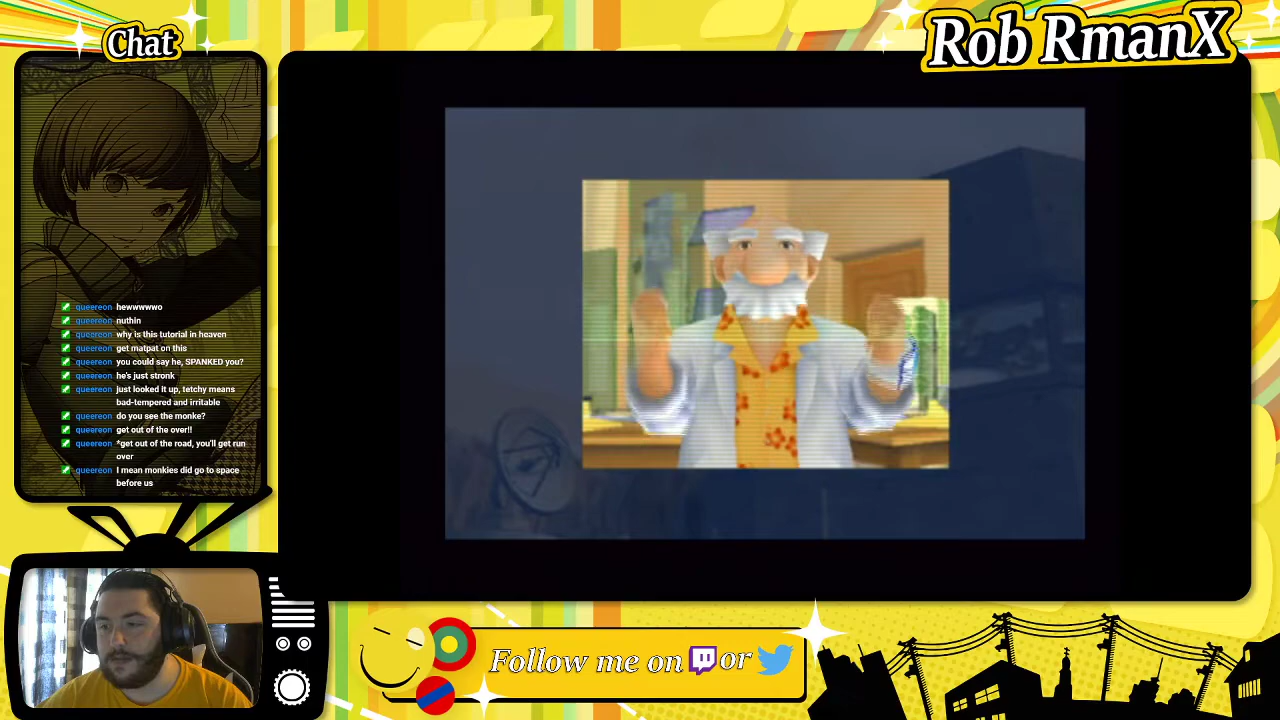 Chat
Rob RmanX
queereon hewwwwwo
queereon nuthin
queereon why is this tutorial in heaven
queereon get matpat on this
queereon you could say he, SPANKED you?
queereon he's just stronk
queereon just looked it up, tetchy means
bad-tempered and irritable
queereon do you see the monke?
queereon get out of the over!!
queereon *get out of the road, you'll get run
over
queereon I mean monkies did go to space
before us
Follow me on or